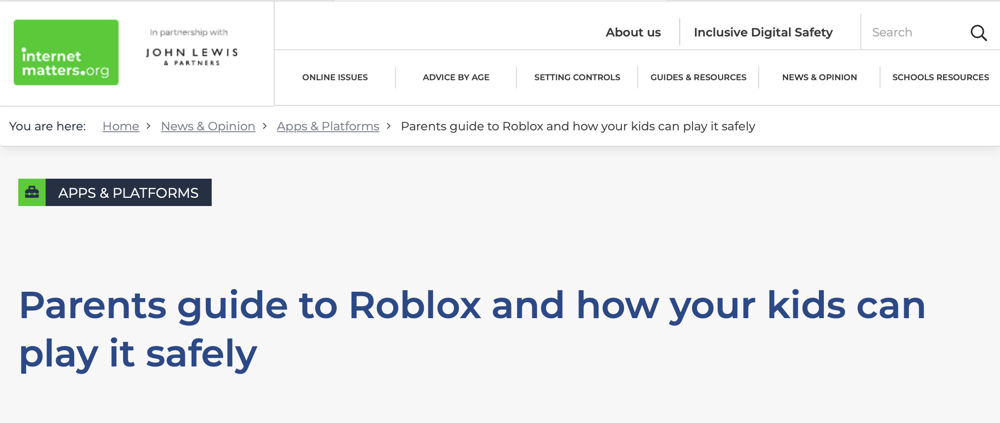 internet
matters.org
In partnership with
JOHN LEWIS
& PARTNERS
About us
Inclusive Digital Safety
Search
ONLINE ISSUES
ADVICE BY AGE
SETTING CONTROLS
GUIDES & RESOURCES
NEWS & OPINION
SCHOOLS RESOURCES
You are here: Home > News & Opinion > Apps & Platforms > Parents guide to Roblox and how your kids can play it safely
APPS & PLATFORMS
Parents guide to Roblox and how your kids can
play it safely